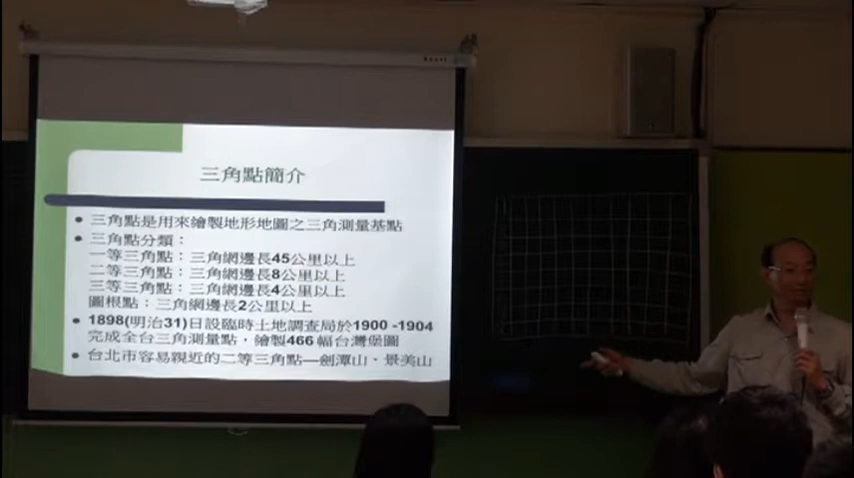 三角點簡介
三角點是用來繪製地形地圖之三角測量基點
三角點分類：
一等三角點：三角網邊長45公里以上
二等三角點：三角網邊長8公里以上
三等三角點：三角網邊長4公里以上
圖根點：三角網邊長2公里以上
1898(明治31)日設臨時土地調查局於1900 -1904
完成全台三角測量點，繪製466 幅台灣堡圖
台北市容易親近的二等三角點—劍潭山、景美山